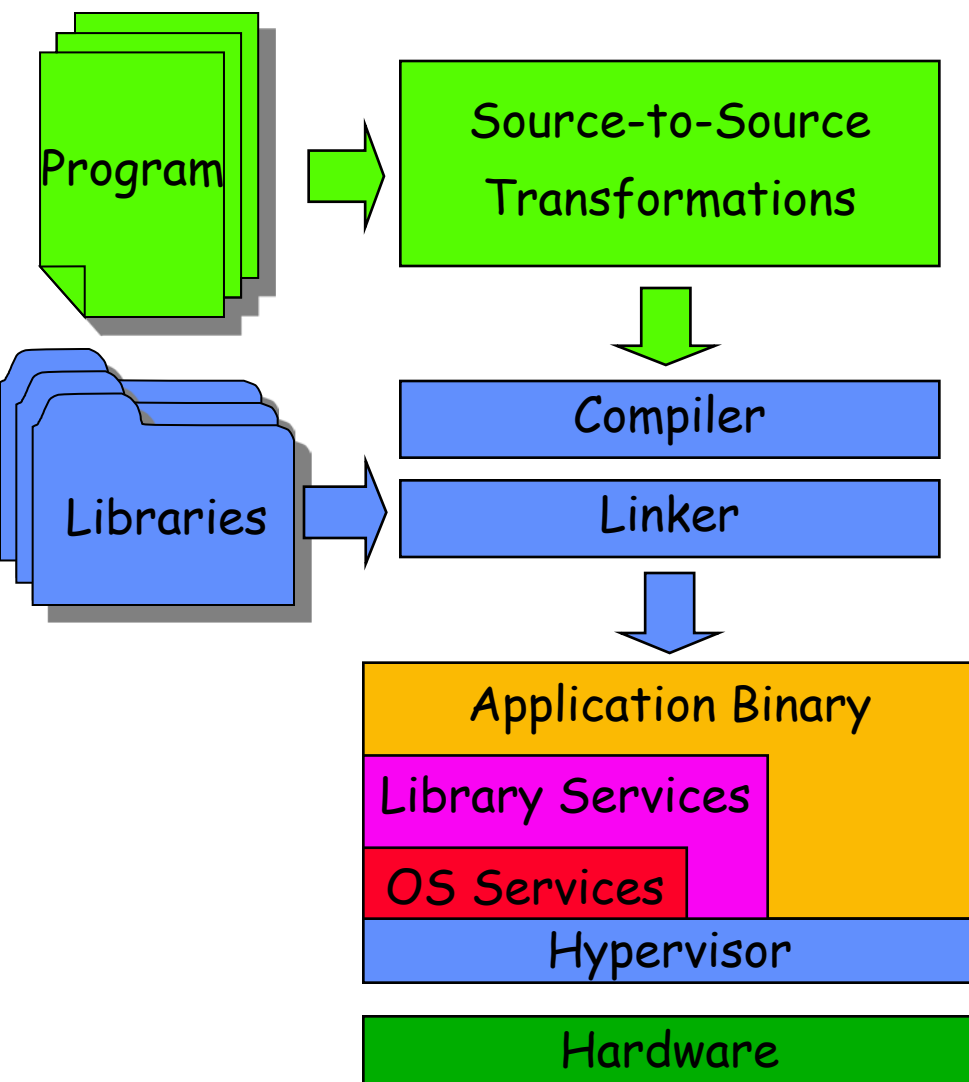 Program
Source-to-Source
Transformations
Compiler
Libraries
Linker
Application Binary
Library Services
OS Services
Hypervisor
Hardware